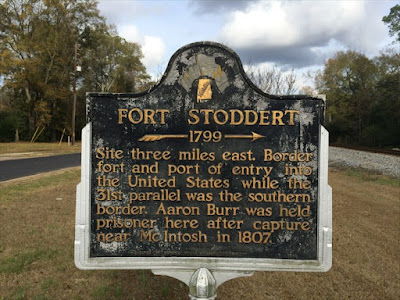 FORT STODDERT
1799
Site three miles east. Border
fort and port of entry into
the United States while the
31st parallel was the southern
border. Aaron Burr was held
prisoner here after capture
near McIntosh in 1807.